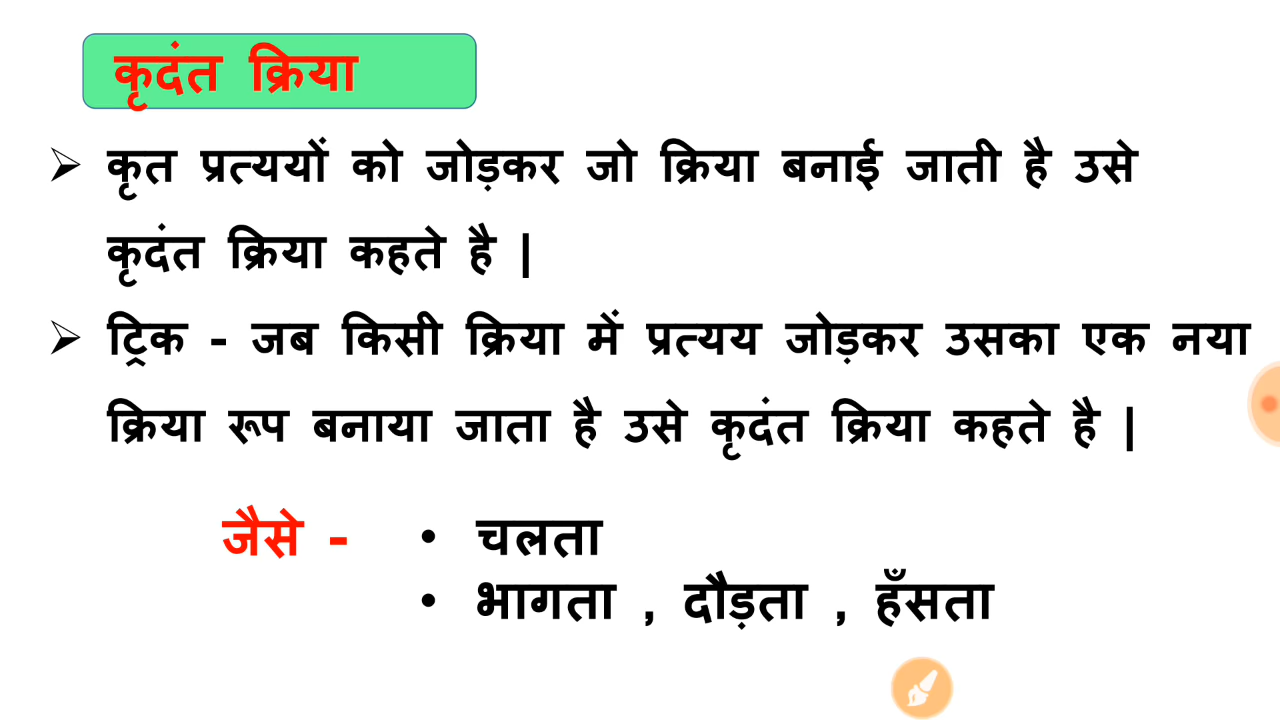 कृदंत क्रिया
➢ कृत प्रत्ययों को जोड़कर जो क्रिया बनाई जाती है उसे
कृदंत क्रिया कहते है |
➢ ट्रिक - जब किसी क्रिया में प्रत्यय जोड़कर उसका एक नया
क्रिया रूप बनाया जाता है उसे कृदंत क्रिया कहते है |
जैसे - • चलता
• भागता , दौड़ता , हँसता